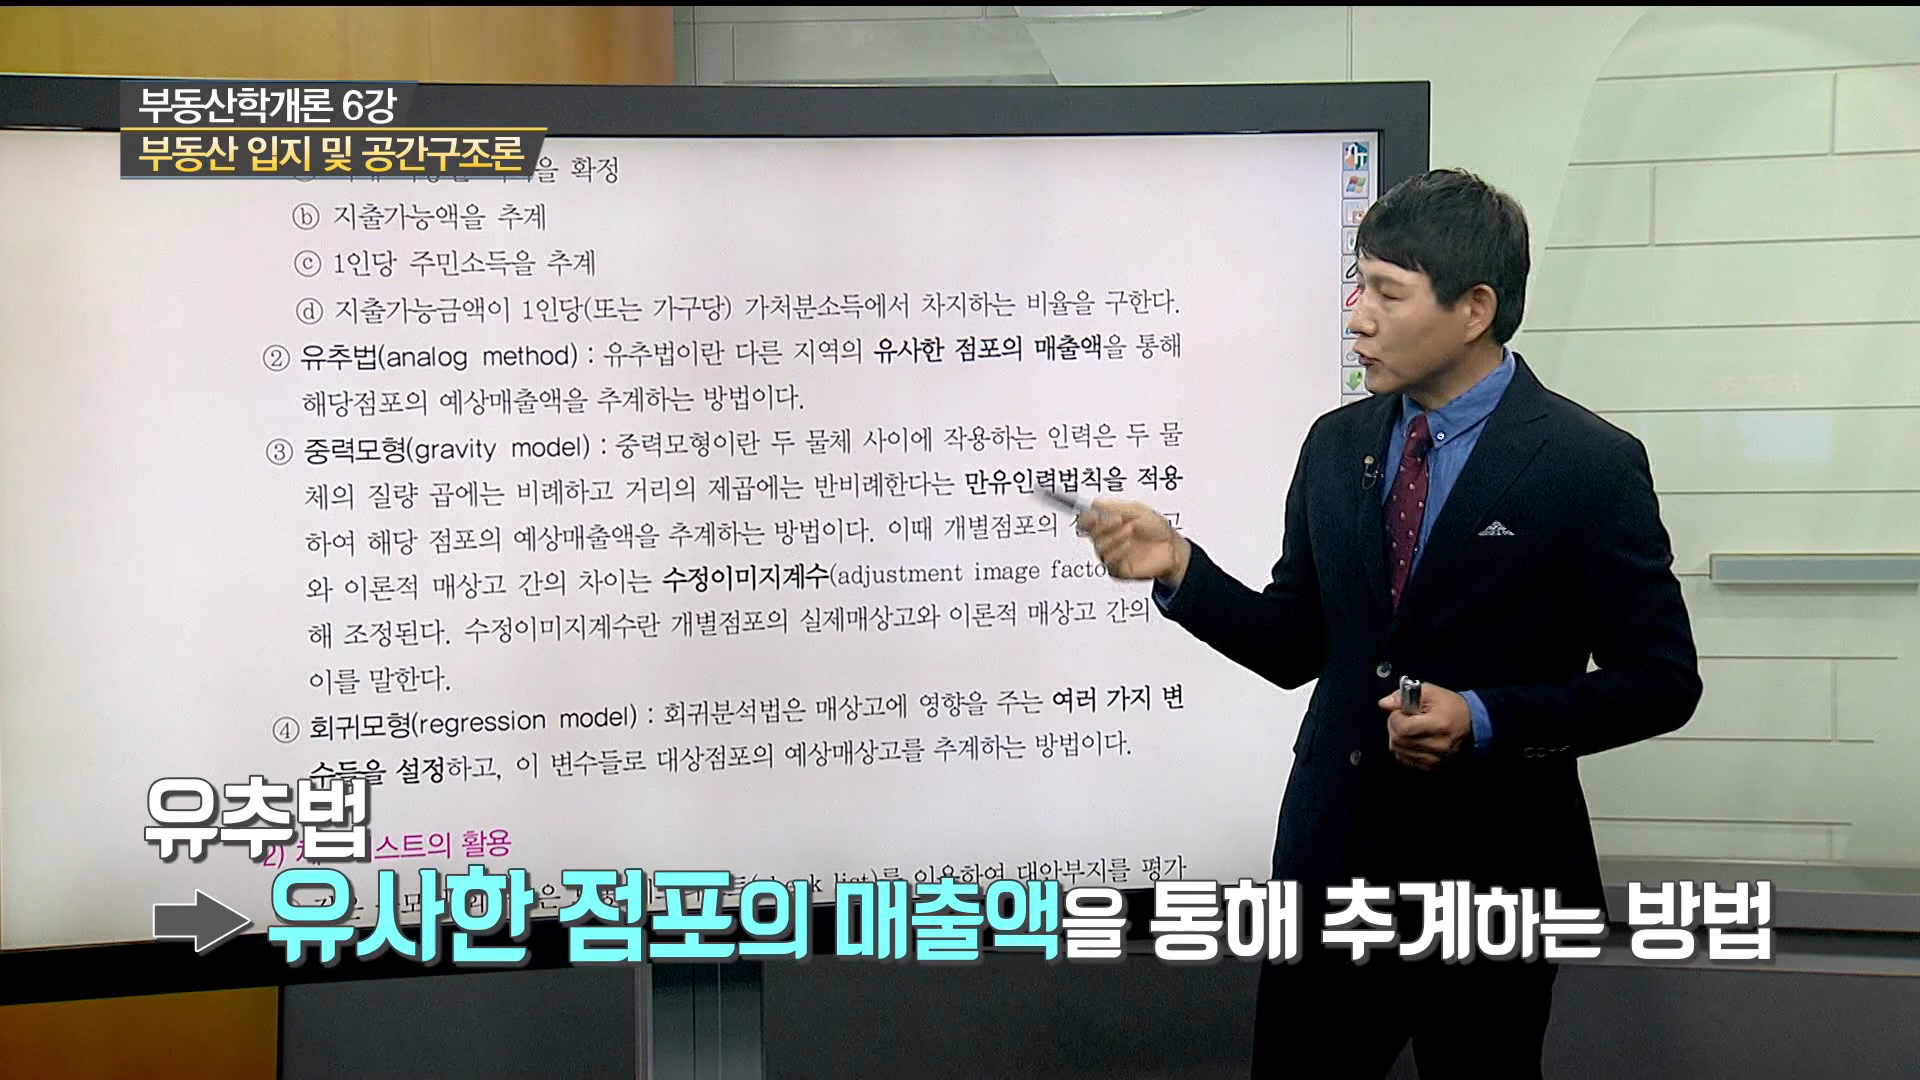 부동산학개론 6강
부동산 입지 및 공간구조론
을 확정
ⓑ 지출가능액을 추계
ⓒ 1인당 주민소득을 추계
ⓓ 지출가능금액이 1인당(또는 가구당) 가처분소득에서 차지하는 비율을 구한다.
② 유추법(analog method) : 유추법이란 다른 지역의 유사한 점포의 매출액을 통해
해당점포의 예상매출액을 추계하는 방법이다.
③ 중력모형(gravity model) : 중력모형이란 두 물체 사이에 작용하는 인력은 두 물
체의 질량 곱에는 비례하고 거리의 제곱에는 반비례한다는 만유인력법칙을 적용
하여 해당 점포의 예상매출액을 추계하는 방법이다. 이때 개별점포의
와 이론적 매상고 간의 차이는 수정이미지계수(adjustment image facto
해 조정된다. 수정이미지계수란 개별점포의 실제매상고와 이론적 매상고 간의
이를 말한다.
④ 회귀모형(regression model) : 회귀분석법은 매상고에 영향을 주는 여러 가지 변
수들을 설정하고, 이 변수들로 대상점포의 예상매상고를 추계하는 방법이다.
2) 스트의 활용
를 이용하여 대안부지를 평가
유추법
유사한 점포의 매출액을 통해 추계하는 방법